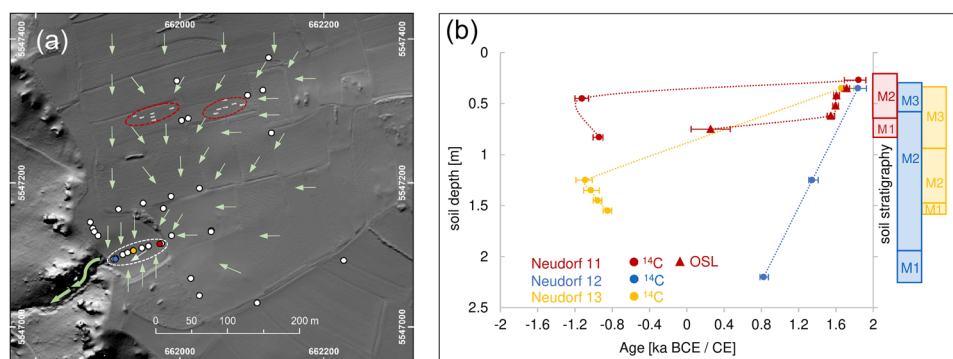 (a)
662000
662200
5547400
5547400
5547200
5547200
5547000
5547000
0 50 100 200 m
662000
662200
(b)
Age [ka BCE / CE]
-2 -1.6 -1.2 -0.8 -0.4 0 0.4 0.8 1.2 1.6 2
soil depth [m]
0
0.5
1
1.5
2
2.5
Neudorf 11 ¹⁴C OSL
Neudorf 12 ¹⁴C
Neudorf 13 ¹⁴C
soil stratigraphy
M2
M1
M3
M2
M1
M3
M2
M1